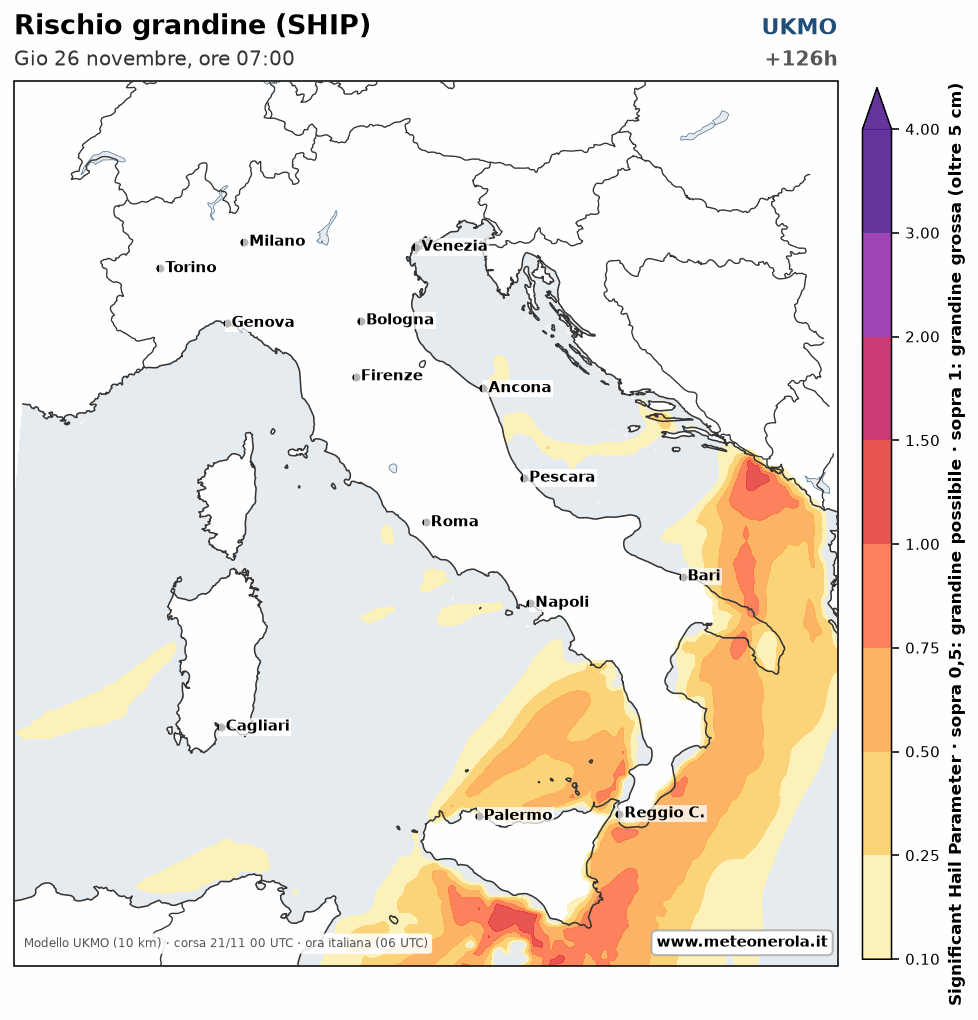 Rischio grandine (SHIP)
UKMO
Gio 26 novembre, ore 07:00
+126h
Milano
Venezia
Torino
Genova
Bologna
Firenze
Ancona
Pescara
Roma
Bari
Napoli
Cagliari
Palermo
Reggio C.
Modello UKMO (10 km) · corsa 21/11 00 UTC · ora italiana (06 UTC)
www.meteonerola.it
4.00
3.00
2.00
1.50
1.00
0.75
0.50
0.25
0.10
Significant Hail Parameter · sopra 0,5: grandine possibile · sopra 1: grandine grossa (oltre 5 cm)